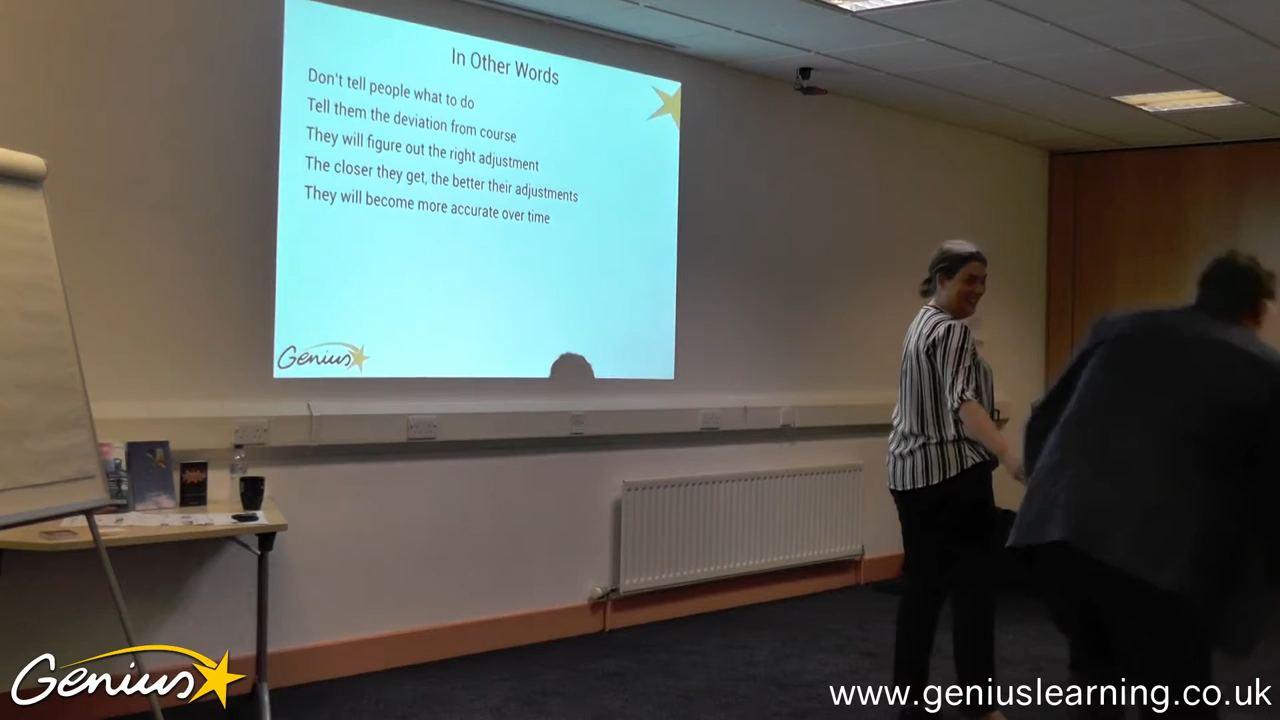 In Other Words
Don't tell people what to do
Tell them the deviation from course
They will figure out the right adjustment
The closer they get, the better their adjustments
They will become more accurate over time
Genius
Genius
www.geniuslearning.co.uk